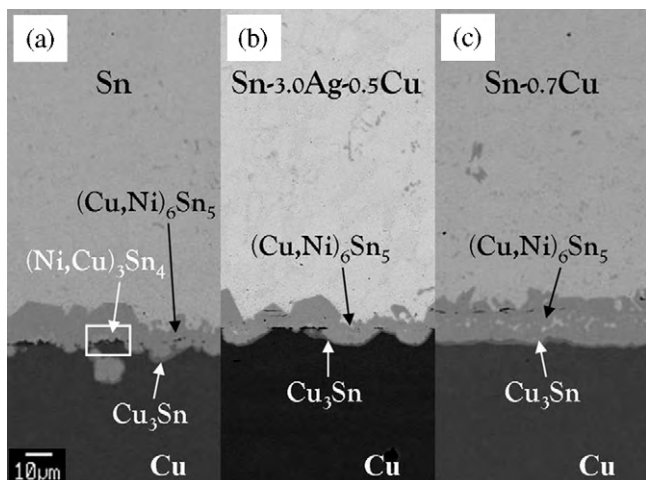 (a) (b) (c)
Sn Sn-3.0Ag-0.5Cu Sn-0.7Cu
(Cu,Ni)₆Sn₅
(Ni,Cu)₃Sn₄
(Cu,Ni)₆Sn₅ (Cu,Ni)₆Sn₅
Cu₃Sn Cu₃Sn Cu₃Sn
10μm Cu Cu Cu